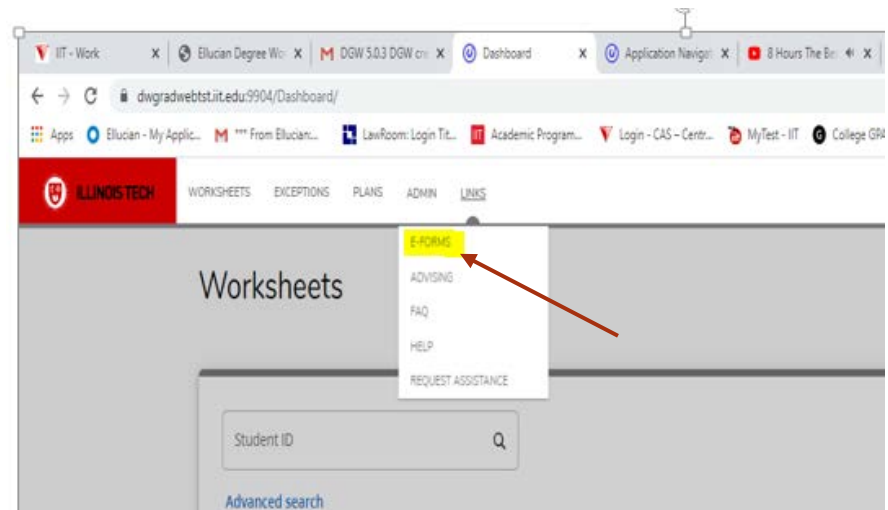 IIT - Work Ellucian Degree Wo DGW 5.0.3 DGW cre Dashboard Application Navigat 8 Hours The Be
dwgradwebtst.iit.edu:9904/Dashboard/
Apps Ellucian - My Applic... *** From Ellucian:... LawRoom: Login Tit... Academic Program... Login - CAS – Centr... MyTest - IIT College GPA
ILLINOIS TECH WORKSHEETS EXCEPTIONS PLANS ADMIN LINKS
E-FORMS
ADVISING
FAQ
HELP
REQUEST ASSISTANCE
Worksheets
Student ID
Advanced search